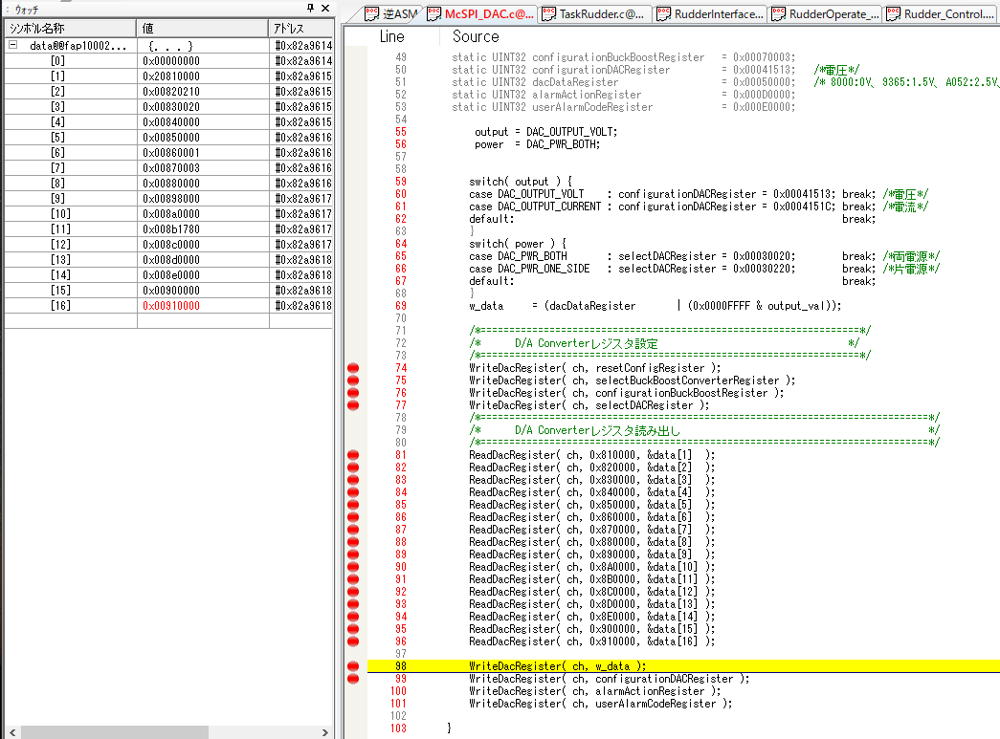 ウォッチ
シンボル名称 値 アドレス
data@@fap10002... {. . . } #0x82a9614
[0] 0x00000000 #0x82a9614
[1] 0x20810000 #0x82a9615
[2] 0x00820210 #0x82a9615
[3] 0x00830020 #0x82a9615
[4] 0x00840000 #0x82a9615
[5] 0x00850000 #0x82a9616
[6] 0x00860001 #0x82a9616
[7] 0x00870003 #0x82a9616
[8] 0x00880000 #0x82a9616
[9] 0x00898000 #0x82a9617
[10] 0x008a0000 #0x82a9617
[11] 0x008b1780 #0x82a9617
[12] 0x008c0000 #0x82a9617
[13] 0x008d0000 #0x82a9618
[14] 0x008e0000 #0x82a9618
[15] 0x00900000 #0x82a9618
[16] 0x00910000 #0x82a9618
逆ASM McSPI_DAC.c@... TaskRudder.c@... RudderInterface... RudderOperate_... Rudder_Control....
Line Source
49 static UINT32 configurationBuckBoostRegister = 0x00070003;
50 static UINT32 configurationDACRegister = 0x00041513; /*電圧*/
51 static UINT32 dacDataRegister = 0x00050000; /* 8000:0V、 9365:1.5V、 A052:2.5V、
52 static UINT32 alarmActionRegister = 0x000D0000;
53 static UINT32 userAlarmCodeRegister = 0x000E0000;
54
55 output = DAC_OUTPUT_VOLT;
56 power = DAC_PWR_BOTH;
57
58
59 switch( output ) {
60 case DAC_OUTPUT_VOLT : configurationDACRegister = 0x00041513; break; /*電圧*/
61 case DAC_OUTPUT_CURRENT : configurationDACRegister = 0x0004151C; break; /*電流*/
62 default: break;
63 }
64 switch( power ) {
65 case DAC_PWR_BOTH : selectDACRegister = 0x00030020; break; /*両電源*/
66 case DAC_PWR_ONE_SIDE : selectDACRegister = 0x00030220; break; /*片電源*/
67 default: break;
68 }
69 w_data = (dacDataRegister | (0x0000FFFF & output_val));
70
71 /*========================================================*/
72 /* D/A Converterレジスタ設定 */
73 /*========================================================*/
74 WriteDacRegister( ch, resetConfigRegister );
75 WriteDacRegister( ch, selectBuckBoostConverterRegister );
76 WriteDacRegister( ch, configurationBuckBoostRegister );
77 WriteDacRegister( ch, selectDACRegister );
78 /*====================================================================*/
79 /* D/A Converterレジスタ読み出し */
80 /*====================================================================*/
81 ReadDacRegister( ch, 0x810000, &data[1] );
82 ReadDacRegister( ch, 0x820000, &data[2] );
83 ReadDacRegister( ch, 0x830000, &data[3] );
84 ReadDacRegister( ch, 0x840000, &data[4] );
85 ReadDacRegister( ch, 0x850000, &data[5] );
86 ReadDacRegister( ch, 0x860000, &data[6] );
87 ReadDacRegister( ch, 0x870000, &data[7] );
88 ReadDacRegister( ch, 0x880000, &data[8] );
89 ReadDacRegister( ch, 0x890000, &data[9] );
90 ReadDacRegister( ch, 0x8A0000, &data[10] );
91 ReadDacRegister( ch, 0x8B0000, &data[11] );
92 ReadDacRegister( ch, 0x8C0000, &data[12] );
93 ReadDacRegister( ch, 0x8D0000, &data[13] );
94 ReadDacRegister( ch, 0x8E0000, &data[14] );
95 ReadDacRegister( ch, 0x900000, &data[15] );
96 ReadDacRegister( ch, 0x910000, &data[16] );
97
98 WriteDacRegister( ch, w_data );
99 WriteDacRegister( ch, configurationDACRegister );
100 WriteDacRegister( ch, alarmActionRegister );
101 WriteDacRegister( ch, userAlarmCodeRegister );
102
103 }